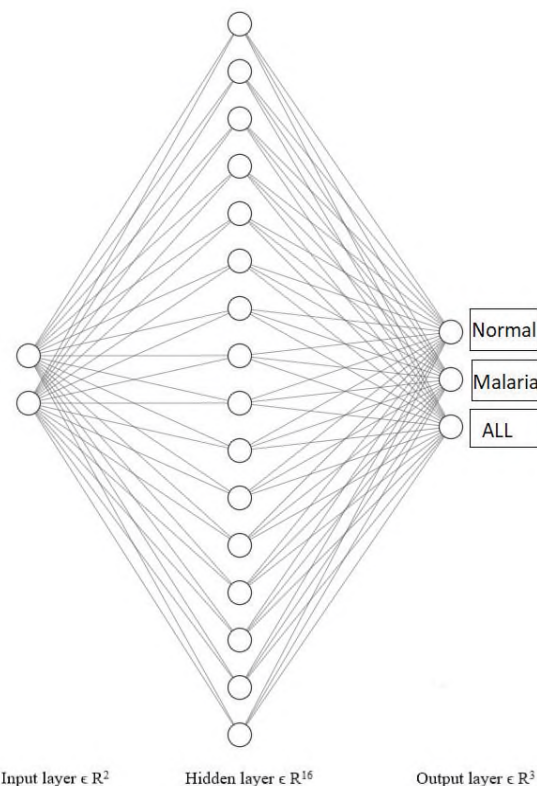 Normal
Malaria
ALL
Input layer ϵ R²
Hidden layer ϵ R¹⁶
Output layer ϵ R³